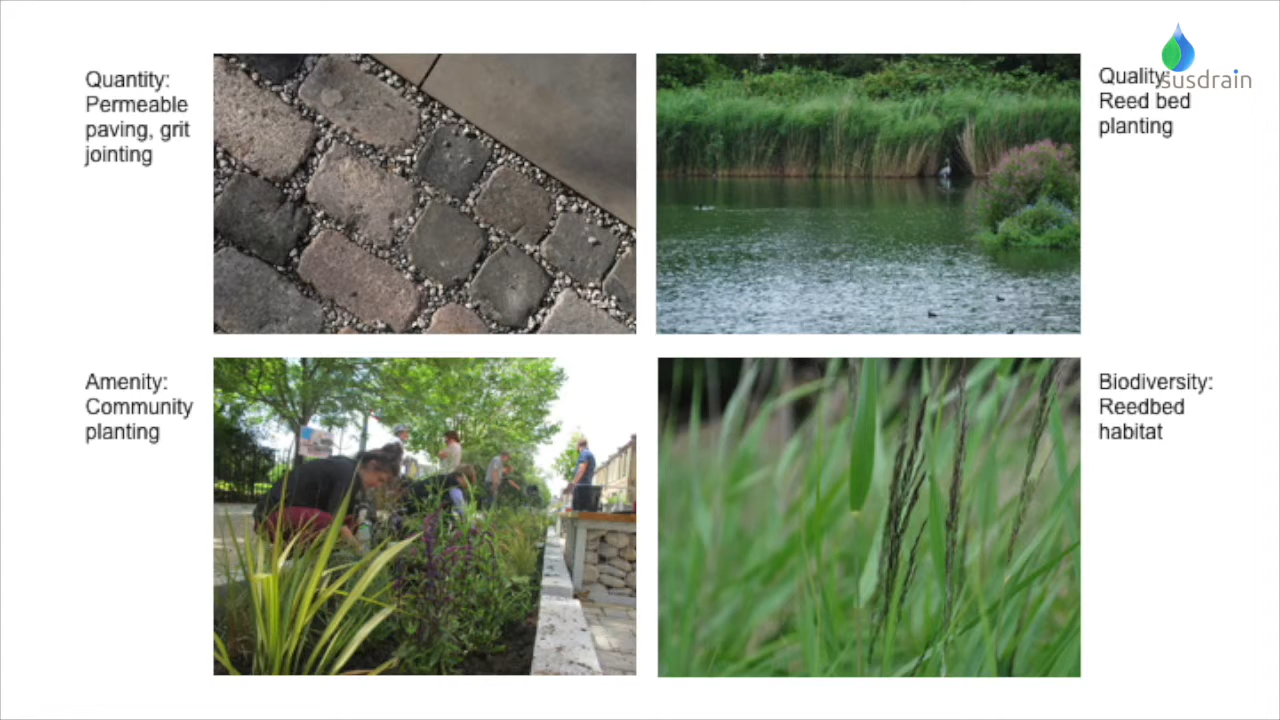 Quantity:
Permeable
paving, grit
jointing
Quality:
Reed bed
planting
susdrain
Amenity:
Community
planting
Biodiversity:
Reedbed
habitat